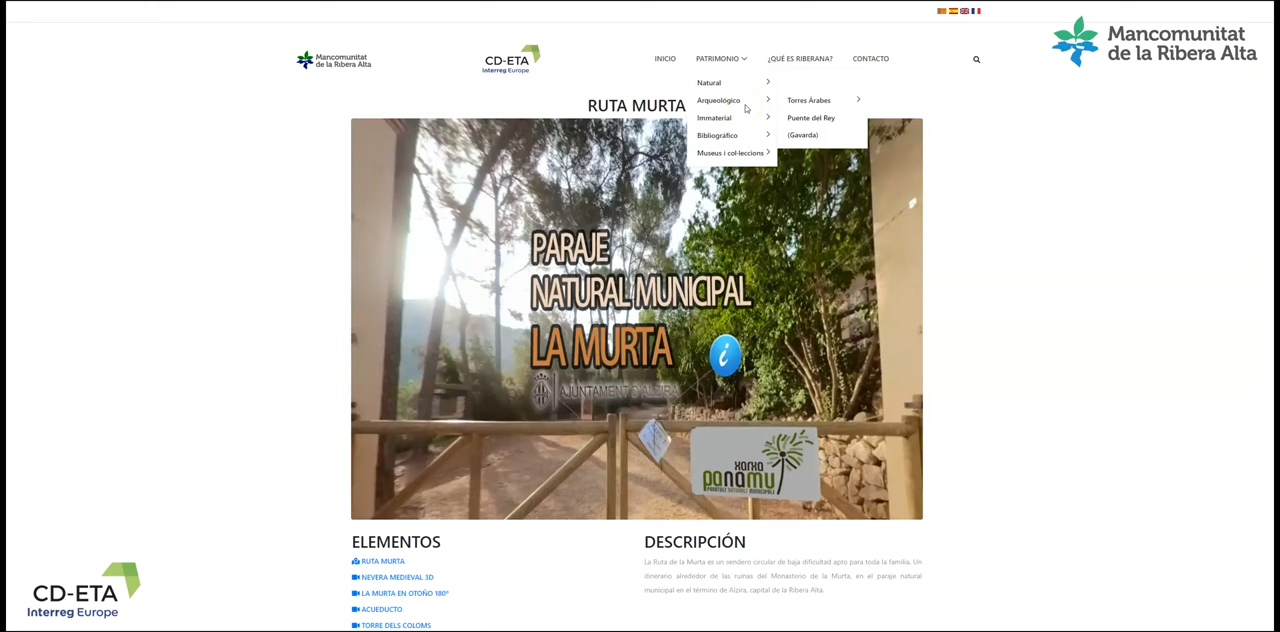 Mancomunitat
de la Ribera Alta
Mancomunitat
de la Ribera Alta
CD-ETA
Interreg Europe
INICIO
PATRIMONIO
¿QUÉ ES RIBERANA?
CONTACTO
Natural
Arqueológico
Immaterial
Bibliográfico
Museus i col·leccions
Torres Árabes
Puente del Rey
(Gavarda)
RUTA MURTA
PARAJE
NATURAL MUNICIPAL
LA MURTA
i
AJUNTAMENT D'ALZIRA
xarxa
panamu
PARATGES NATURALS MUNICIPALS
ELEMENTOS
RUTA MURTA
NEVERA MEDIEVAL 3D
LA MURTA EN OTOÑO 180º
ACUEDUCTO
TORRE DELS COLOMS
DESCRIPCIÓN
La Ruta de la Murta es un sendero circular de baja dificultad apto para toda la familia. Un
itinerario alrededor de las ruinas del Monasteno de la Murta, en el paraje natural
municipal en el término de Alzira, capital de la Ribera Alta.
CD-ETA
Interreg Europe